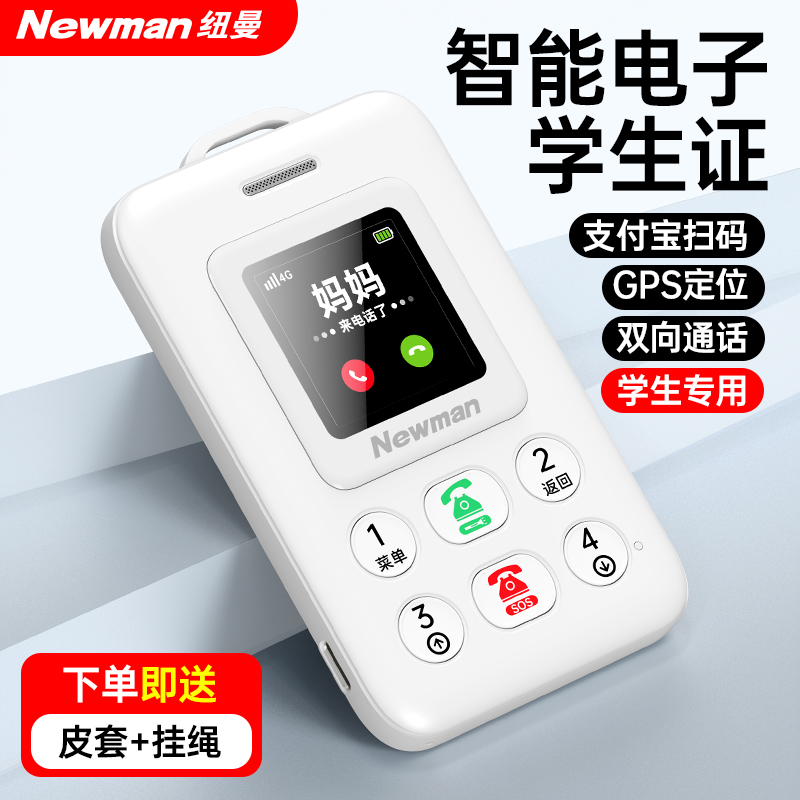 Newman 纽曼
智能电子
学生证
支付宝扫码
GPS定位
双向通话
学生专用
4G
妈妈
来电话了
Newman
1
菜单
2
返回
3
SOS
4
下单即送
皮套+挂绳